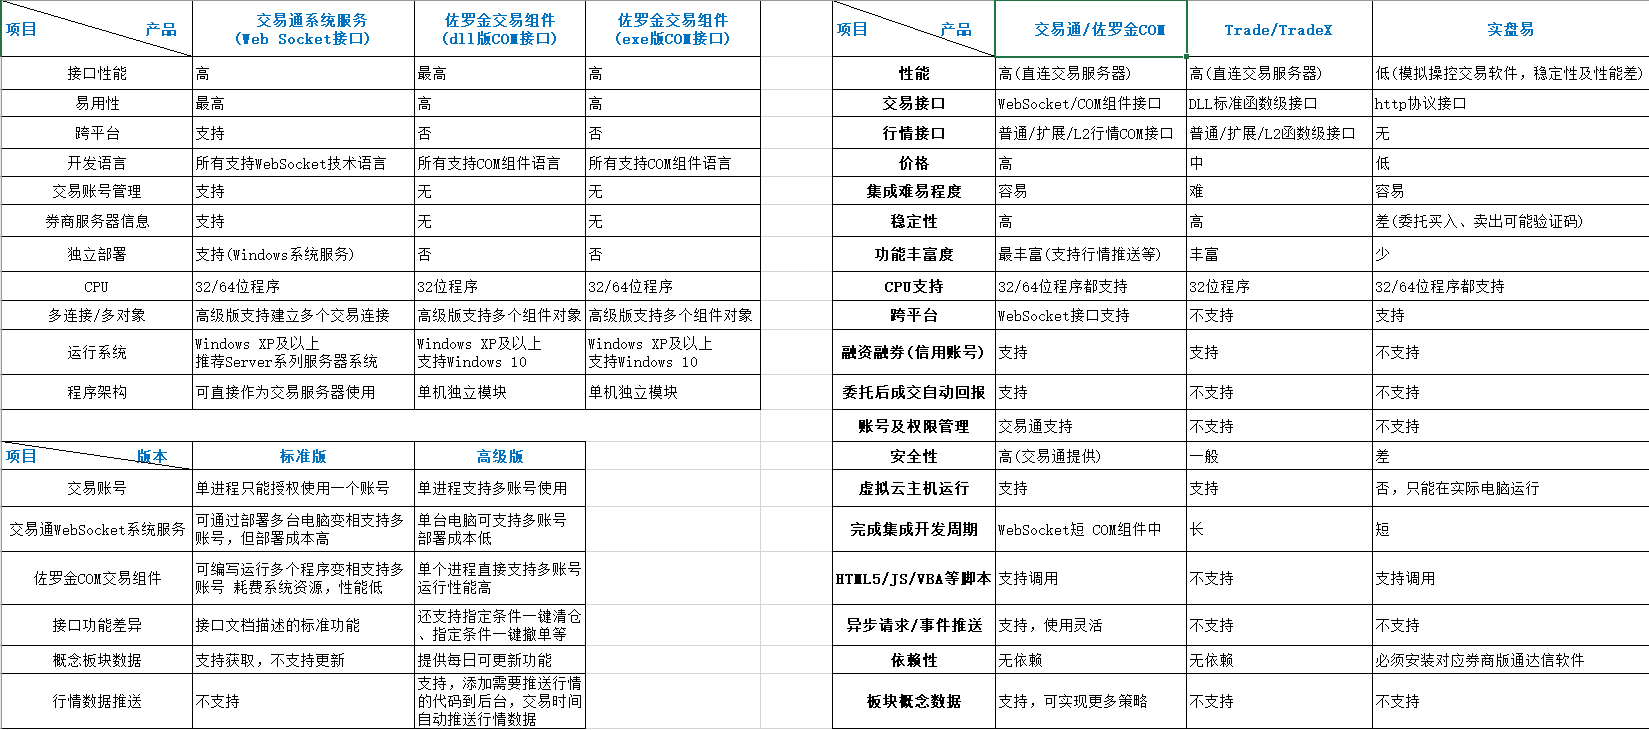 项目 产品 交易通系统服务 佐罗金交易组件 佐罗金交易组件
(Web Socket接口) (dll版COM接口) (exe版COM接口)
接口性能 高 最高 高
易用性 最高 高 高
跨平台 支持 否 否
开发语言 所有支持WebSocket技术语言 所有支持COM组件语言 所有支持COM组件语言
交易账号管理 支持 无 无
券商服务器信息 支持 无 无
独立部署 支持(Windows系统服务) 否 否
CPU 32/64位程序 32位程序 32/64位程序
多连接/多对象 高级版支持建立多个交易连接 高级版支持多个组件对象 高级版支持多个组件对象
运行系统 Windows XP及以上 Windows XP及以上 Windows XP及以上
推荐Server系列服务器系统 支持Windows 10 支持Windows 10
程序架构 可直接作为交易服务器使用 单机独立模块 单机独立模块
项目 版本 标准版 高级版
交易账号 单进程只能授权使用一个账号 单进程支持多账号使用
交易通WebSocket系统服务 可通过部署多台电脑变相支持多 单台电脑可支持多账号
账号，但部署成本高 部署成本低
佐罗金COM交易组件 可编写运行多个程序变相支持多 单个进程直接支持多账号
账号 耗费系统资源，性能低 运行性能高
接口功能差异 接口文档描述的标准功能 还支持指定条件一键清仓
、指定条件一键撤单等
概念板块数据 支持获取，不支持更新 提供每日可更新功能
行情数据推送 不支持 支持，添加需要推送行情
的代码到后台，交易时间
自动推送行情数据
项目 产品 交易通/佐罗金COM Trade/TradeX 实盘易
性能 高(直连交易服务器) 高(直连交易服务器) 低(模拟操控交易软件，稳定性及性能差)
交易接口 WebSocket/COM组件接口 DLL标准函数级接口 http协议接口
行情接口 普通/扩展/L2行情COM接口 普通/扩展/L2函数级接口 无
价格 高 中 低
集成难易程度 容易 难 容易
稳定性 高 高 差(委托买入、卖出可能验证码)
功能丰富度 最丰富(支持行情推送等) 丰富 少
CPU支持 32/64位程序都支持 32位程序 32/64位程序都支持
跨平台 WebSocket接口支持 不支持 支持
融资融券(信用账号) 支持 支持 不支持
委托后成交自动回报 支持 不支持 不支持
账号及权限管理 交易通支持 不支持 不支持
安全性 高(交易通提供) 一般 差
虚拟云主机运行 支持 支持 否，只能在实际电脑运行
完成集成开发周期 WebSocket短 COM组件中 长 短
HTML5/JS/VBA等脚本 支持调用 不支持 支持调用
异步请求/事件推送 支持，使用灵活 不支持 不支持
依赖性 无依赖 无依赖 必须安装对应券商版通达信软件
板块概念数据 支持，可实现更多策略 不支持 不支持